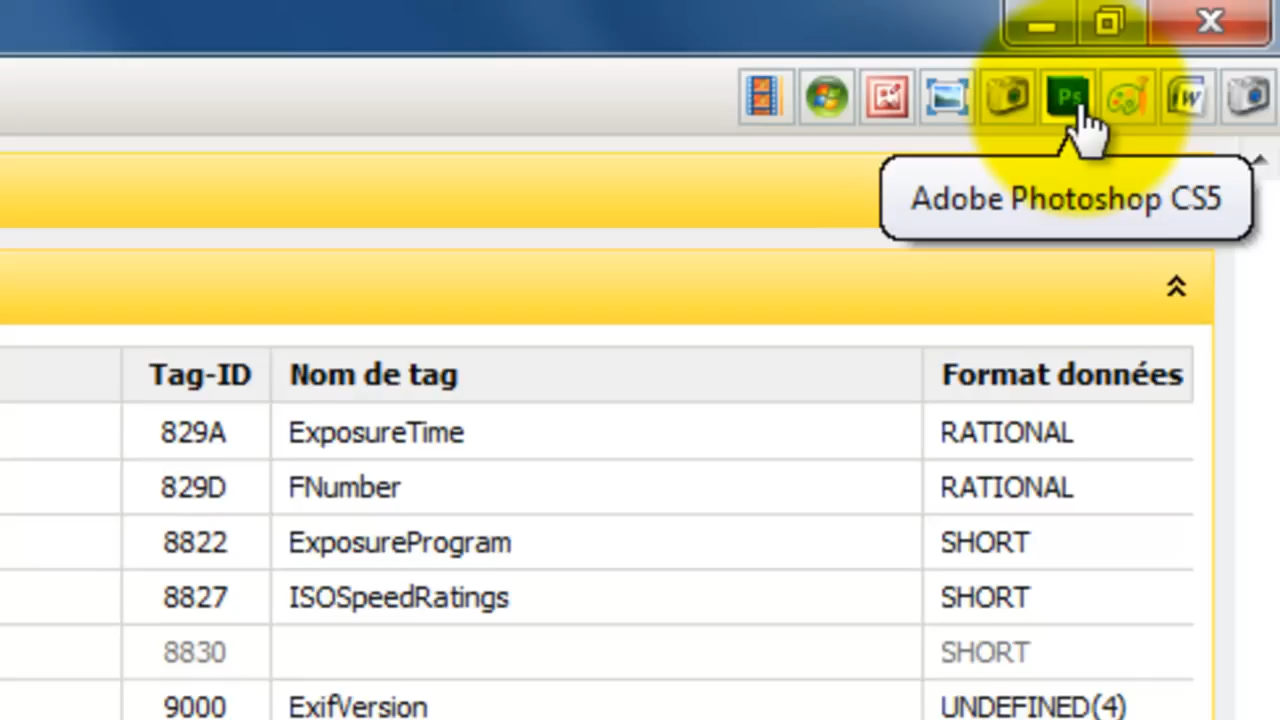 Ps
W
Adobe Photoshop CS5
Tag-ID Nom de tag Format données
829A ExposureTime RATIONAL
829D FNumber RATIONAL
8822 ExposureProgram SHORT
8827 ISOSpeedRatings SHORT
8830 SHORT
9000 ExifVersion UNDEFINED(4)